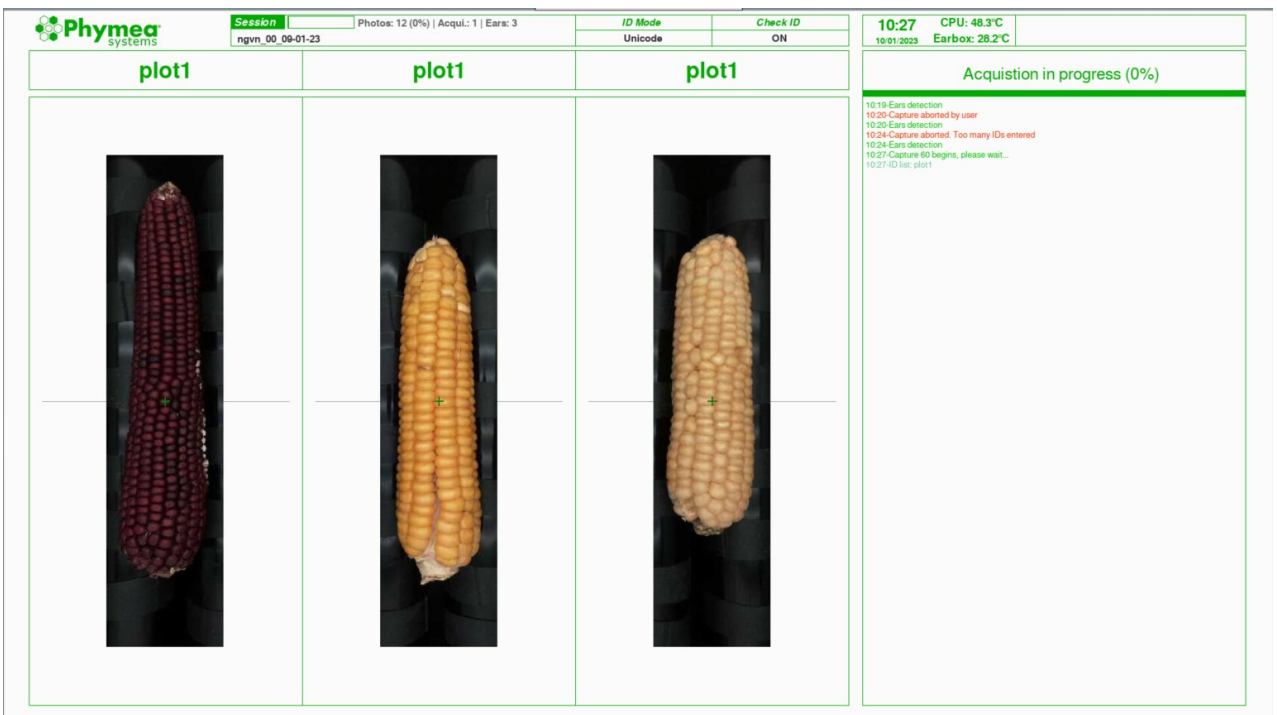 Phymea
systems
Session
Photos: 12 (0%) | Acqui.: 1 | Ears: 3
ngvn_00_09-01-23
ID Mode
Check ID
Unicode
ON
10:27
CPU: 48.3°C
10/01/2023
Earbox: 28.2°C
plot1
plot1
plot1
Acquistion in progress (0%)
10:19-Ears detection
10:20-Capture aborted by user
10:20-Ears detection
10:24-Capture aborted. Too many IDs entered
10:24-Ears detection
10:27-Capture 60 begins, please wait...
10:27-ID list: plot1